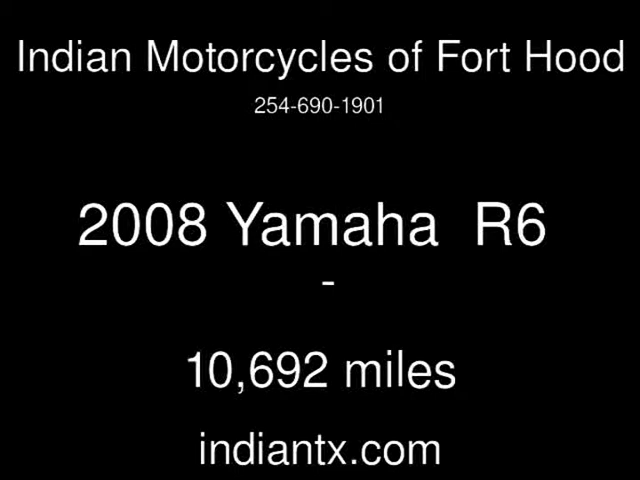 Indian Motorcycles of Fort Hood
254-690-1901
2008 Yamaha  R6
-
10,692 miles
indiantx.com